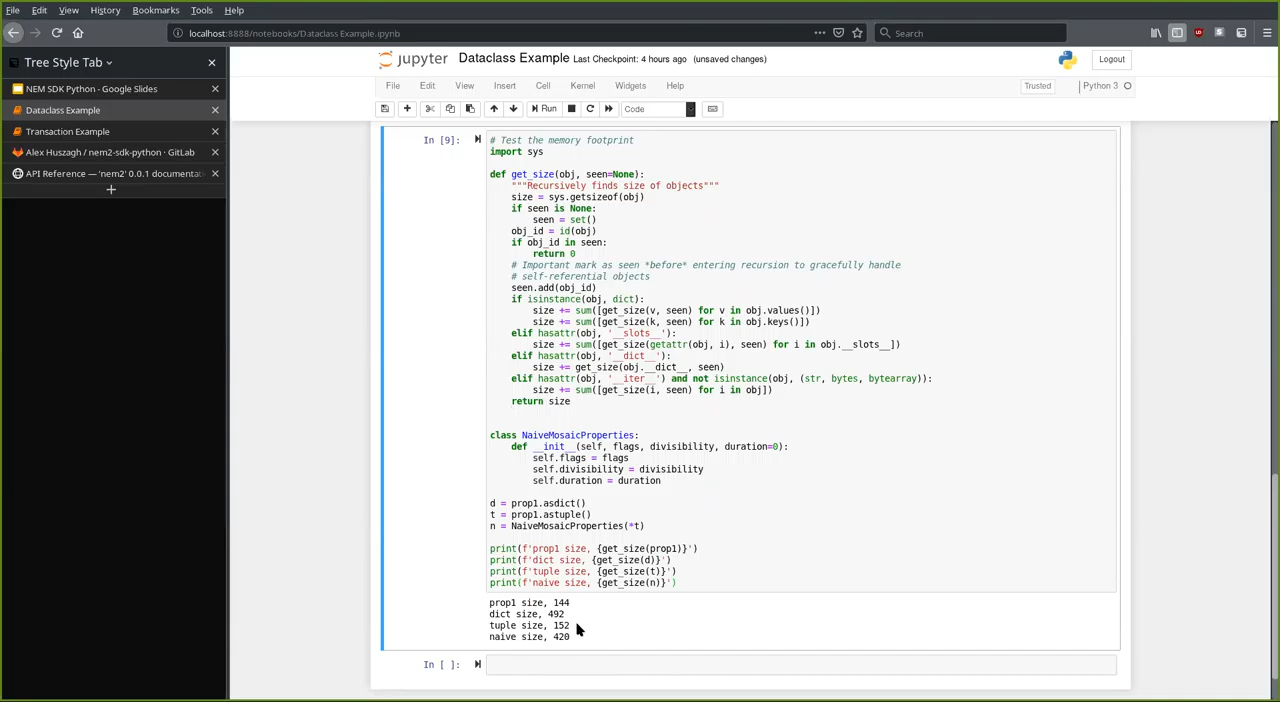 File Edit View History Bookmarks Tools Help
localhost:8888/notebooks/Dataclass Example.ipynb
Search
Tree Style Tab
NEM SDK Python - Google Slides
Dataclass Example
Transaction Example
Alex Huszagh / nem2-sdk-python · GitLab
API Reference — 'nem2' 0.0.1 documentat
jupyter Dataclass Example Last Checkpoint: 4 hours ago (unsaved changes)
Logout
File Edit View Insert Cell Kernel Widgets Help
Trusted
Python 3
Run
Code
In [9]:
# Test the memory footprint
import sys
def get_size(obj, seen=None):
"""Recursively finds size of objects"""
size = sys.getsizeof(obj)
if seen is None:
seen = set()
obj_id = id(obj)
if obj_id in seen:
return 0
# Important mark as seen *before* entering recursion to gracefully handle
# self-referential objects
seen.add(obj_id)
if isinstance(obj, dict):
size += sum([get_size(v, seen) for v in obj.values()])
size += sum([get_size(k, seen) for k in obj.keys()])
elif hasattr(obj, '__slots__'):
size += sum([get_size(getattr(obj, i), seen) for i in obj.__slots__])
elif hasattr(obj, '__dict__'):
size += get_size(obj.__dict__, seen)
elif hasattr(obj, '__iter__') and not isinstance(obj, (str, bytes, bytearray)):
size += sum([get_size(i, seen) for i in obj])
return size
class NaiveMosaicProperties:
def __init__(self, flags, divisibility, duration=0):
self.flags = flags
self.divisibility = divisibility
self.duration = duration
d = prop1.asdict()
t = prop1.astuple()
n = NaiveMosaicProperties(*t)
print(f'prop1 size, {get_size(prop1)}')
print(f'dict size, {get_size(d)}')
print(f'tuple size, {get_size(t)}')
print(f'naive size, {get_size(n)}')
prop1 size, 144
dict size, 492
tuple size, 152
naive size, 420
In [ ]: